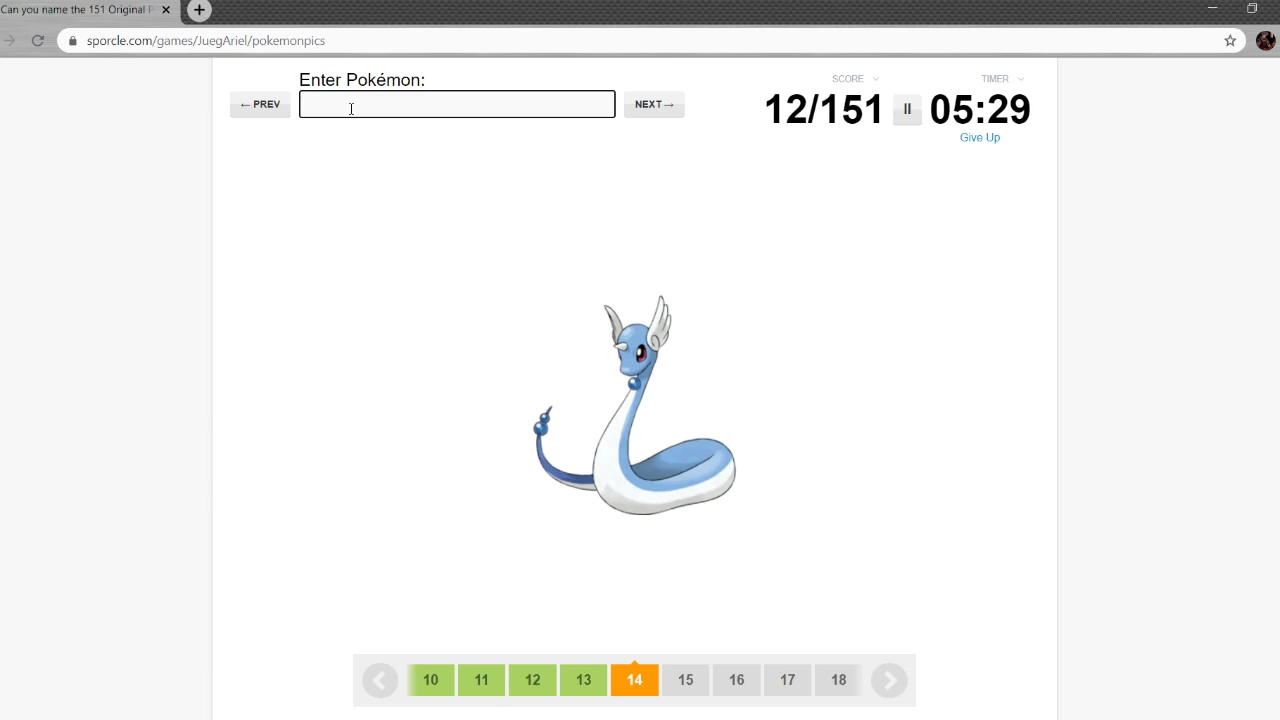 Can you name the 151 Original P
sporcle.com/games/JuegAriel/pokemonpics
Enter Pokémon:
← PREV
NEXT →
SCORE
12/151
TIMER
05:29
Give Up
10 11 12 13 14 15 16 17 18